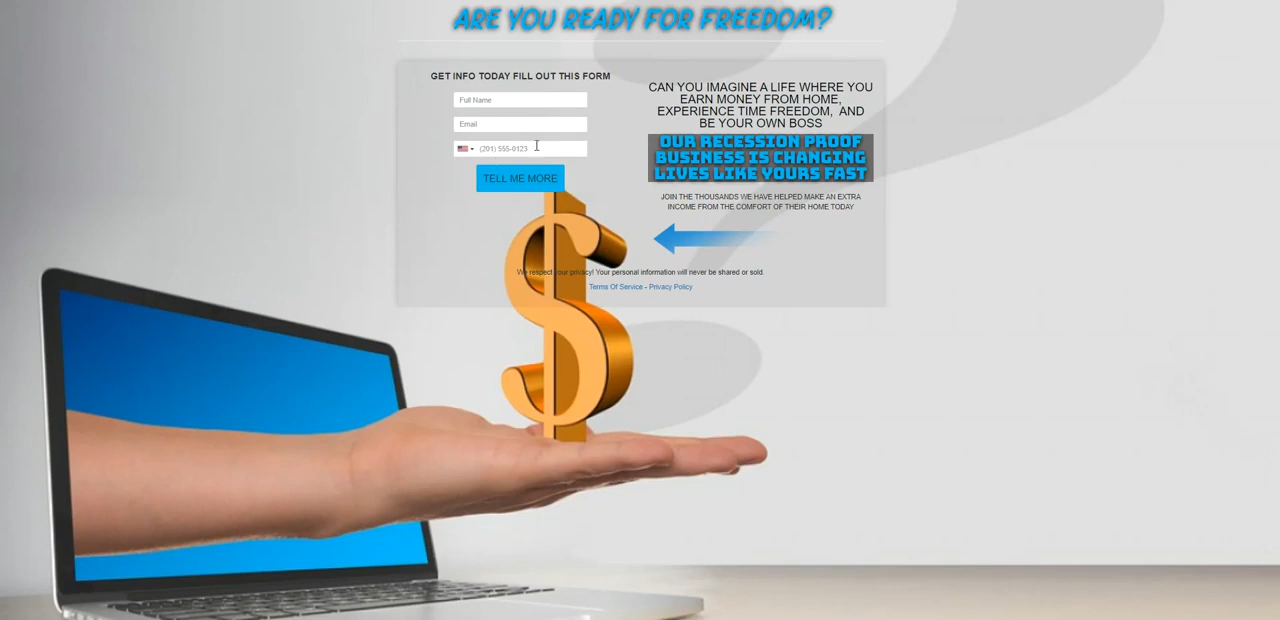 ARE YOU READY FOR FREEDOM?
GET INFO TODAY FILL OUT THIS FORM
Full Name
Email
(201) 555-0123
TELL ME MORE
CAN YOU IMAGINE A LIFE WHERE YOU
EARN MONEY FROM HOME,
EXPERIENCE TIME FREEDOM, AND
BE YOUR OWN BOSS
OUR RECESSION PROOF
BUSINESS IS CHANGING
LIVES LIKE YOURS FAST
JOIN THE THOUSANDS WE HAVE HELPED MAKE AN EXTRA
INCOME FROM THE COMFORT OF THEIR HOME TODAY
We respect your privacy! Your personal information will never be shared or sold.
Terms Of Service - Privacy Policy